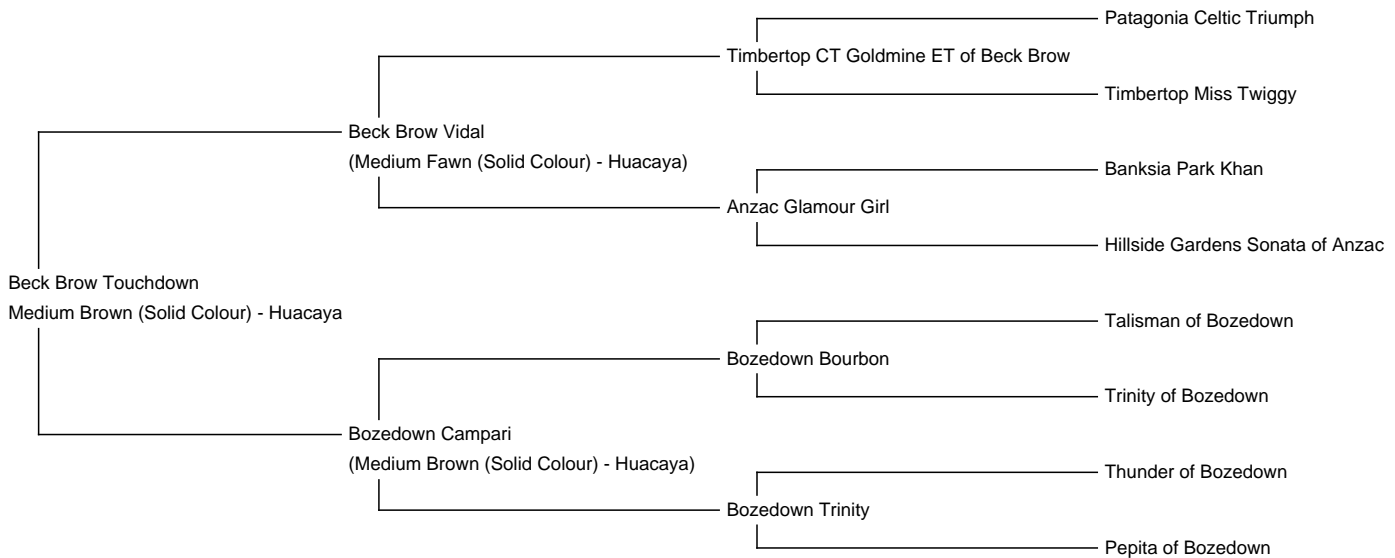 Patagonia Celtic Triumph
Timbertop CT Goldmine ET of Beck Brow
Timbertop Miss Twiggy
Beck Brow Vidal
(Medium Fawn (Solid Colour) - Huacaya)
Banksia Park Khan
Anzac Glamour Girl
Hillside Gardens Sonata of Anzac
Beck Brow Touchdown
Medium Brown (Solid Colour) - Huacaya
Talisman of Bozedown
Bozedown Bourbon
Trinity of Bozedown
Bozedown Campari
(Medium Brown (Solid Colour) - Huacaya)
Thunder of Bozedown
Bozedown Trinity
Pepita of Bozedown